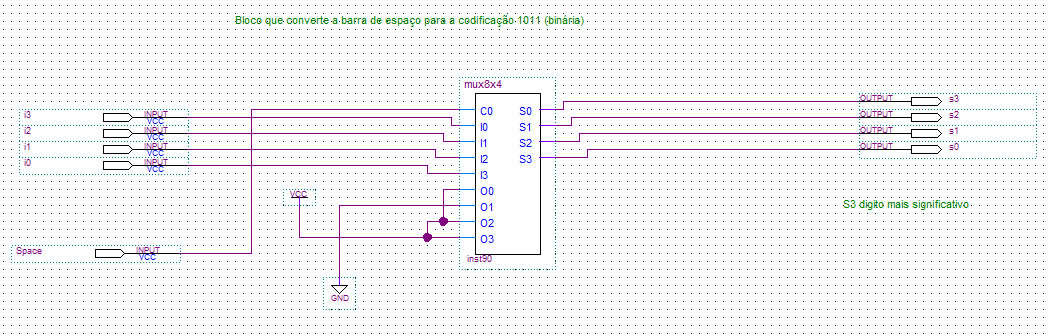 Bloco que converte a barra de espaço para a codificação 1011 (binária)
mux8x4
i3 INPUT VCC
i2 INPUT VCC
i1 INPUT VCC
i0 INPUT VCC
Space INPUT VCC
VCC
GND
C0 S0
I0 S1
I1 S2
I2 S3
I3
O0
O1
O2
O3
inst90
OUTPUT s3
OUTPUT s2
OUTPUT s1
OUTPUT s0
S3 digito mais significativo